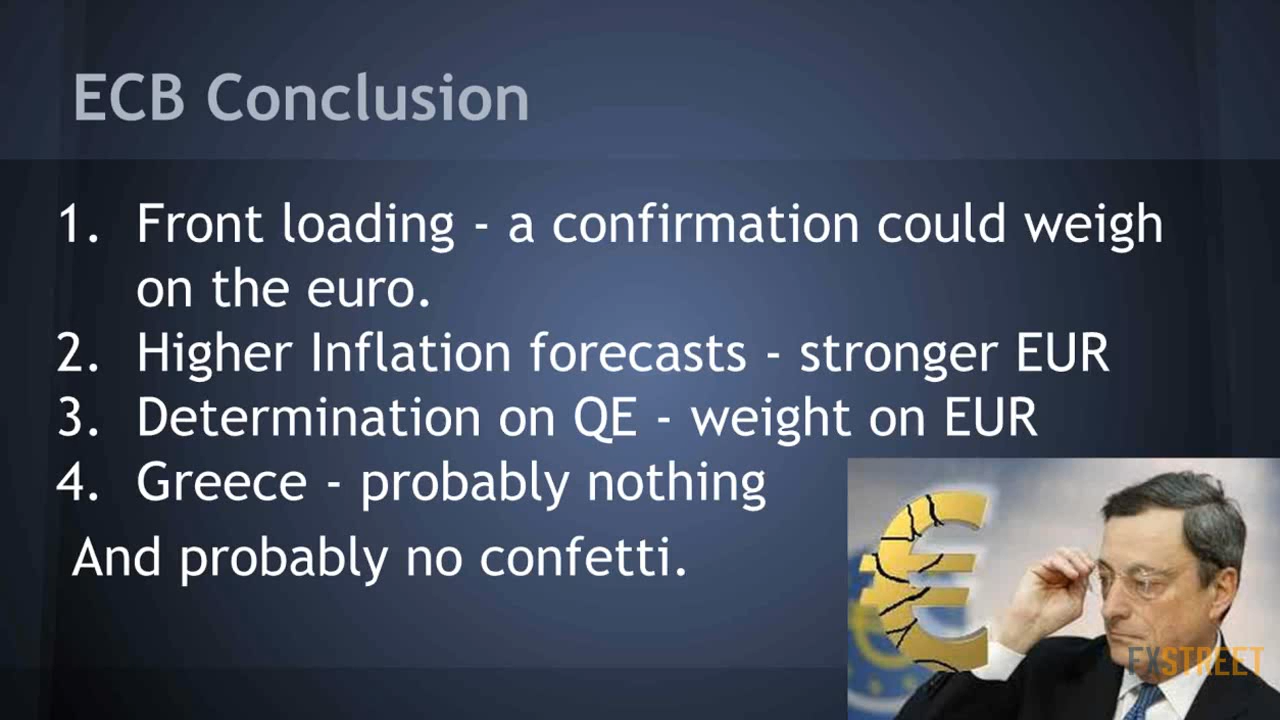 ECB Conclusion
1. Front loading - a confirmation could weigh
on the euro.
2. Higher Inflation forecasts - stronger EUR
3. Determination on QE - weight on EUR
4. Greece - probably nothing
And probably no confetti.
FXSTREET